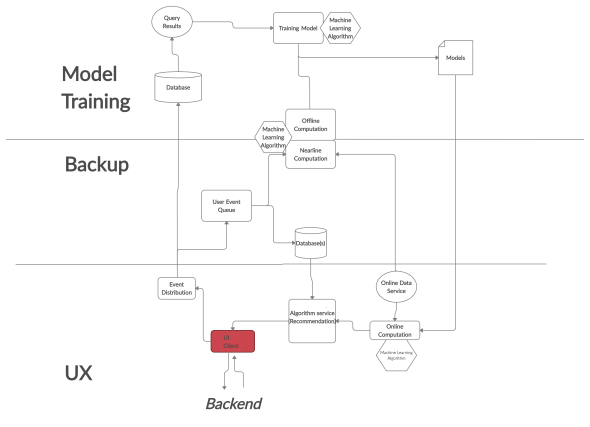 Query
Results
Training Model
Machine
Learning
Algorithm
Models
Model
Training
Database
Offline
Computation
Machine
Learning
Algorithm
Nearline
Computation
Backup
User Event
Queue
Database(s)
Event
Distribution
Online Data
Service
Algorithm service
(Recommendation)
Online
Computation
UI
Client
Machine Learning
Algorithm
UX
Backend